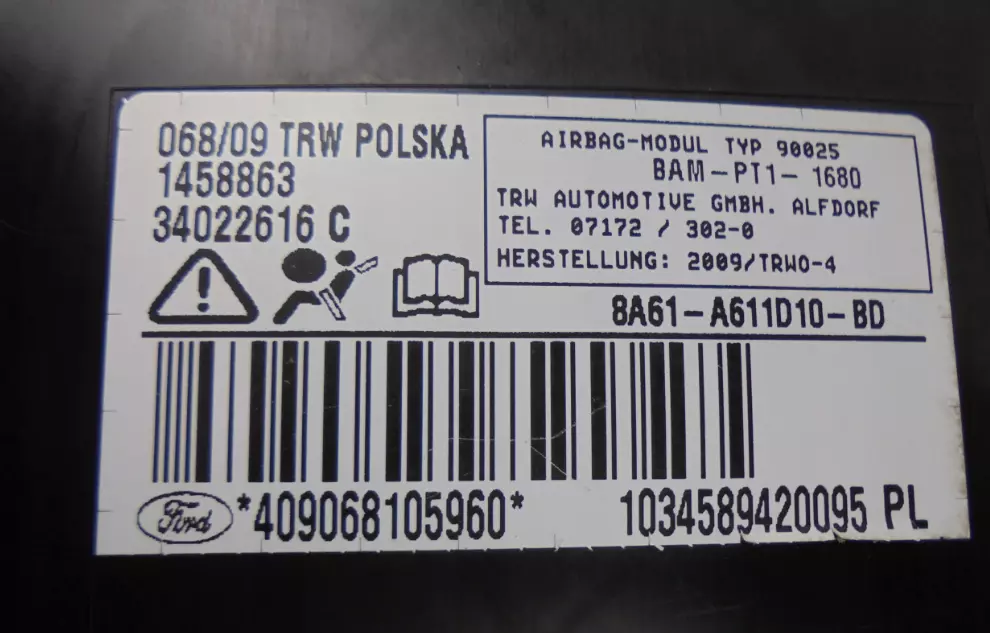 068/09 TRW POLSKA
1458863
34022616 C
AIRBAG-MODUL TYP 90025
BAM-PT1- 1680
TRW AUTOMOTIVE GMBH. ALFDORF
TEL. 07172 / 302-0
HERSTELLUNG: 2009/TRWO-4
8A61-A611D10-BD
Ford *409068105960* 1034589420095 PL